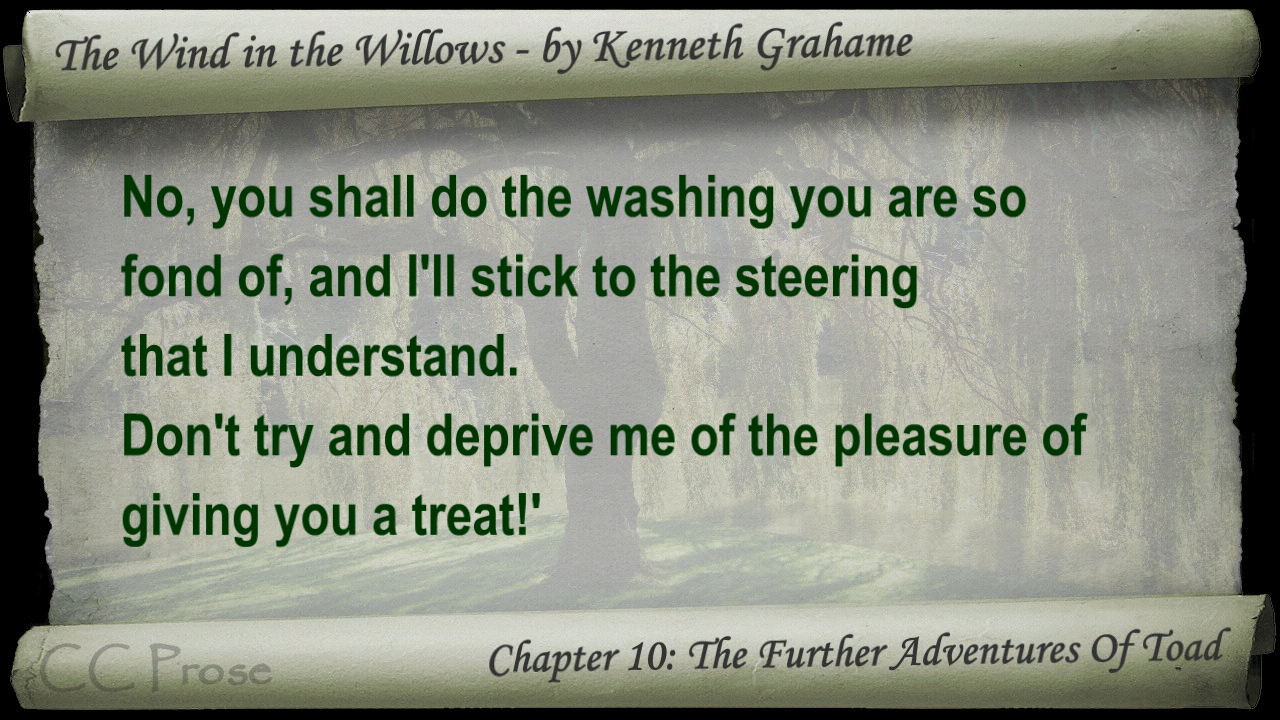 The Wind in the Willows - by Kenneth Grahame
No, you shall do the washing you are so
fond of, and I'll stick to the steering
that I understand.
Don't try and deprive me of the pleasure of
giving you a treat!'
CC Prose
Chapter 10: The Further Adventures Of Toad